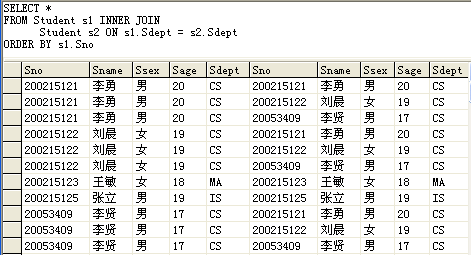 SELECT *
FROM Student s1 INNER JOIN
Student s2 ON s1.Sdept = s2.Sdept
ORDER BY s1.Sno
Sno Sname Ssex Sage Sdept Sno Sname Ssex Sage Sdept
200215121 李勇 男 20 CS 200215121 李勇 男 20 CS
200215121 李勇 男 20 CS 200215122 刘晨 女 19 CS
200215121 李勇 男 20 CS 20053409 李贤 男 17 CS
200215122 刘晨 女 19 CS 200215121 李勇 男 20 CS
200215122 刘晨 女 19 CS 200215122 刘晨 女 19 CS
200215122 刘晨 女 19 CS 20053409 李贤 男 17 CS
200215123 王敏 女 18 MA 200215123 王敏 女 18 MA
200215125 张立 男 19 IS 200215125 张立 男 19 IS
20053409 李贤 男 17 CS 200215121 李勇 男 20 CS
20053409 李贤 男 17 CS 200215122 刘晨 女 19 CS
20053409 李贤 男 17 CS 20053409 李贤 男 17 CS